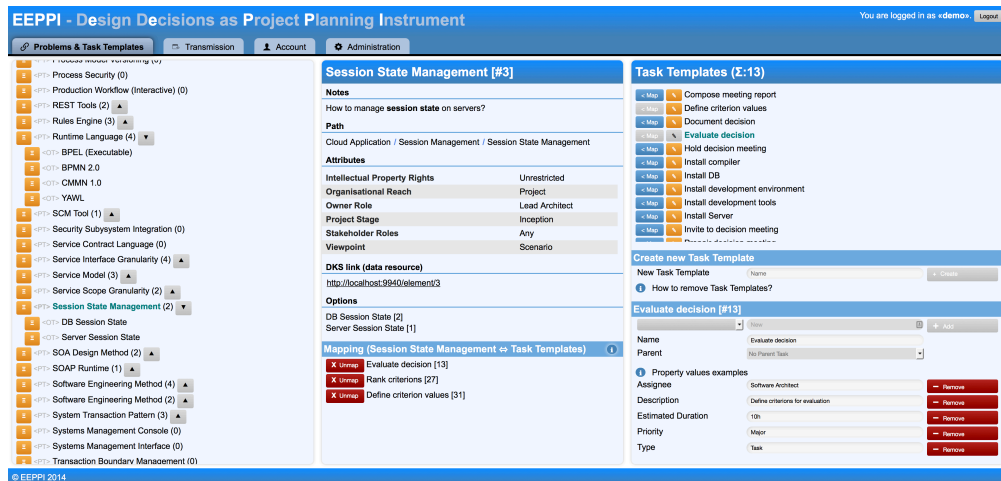 EEPPI - Design Decisions as Project Planning Instrument
You are logged in as «demo». Logout
Problems & Task Templates
Transmission
Account
Administration
<PT> Process Model Versioning (0)
<PT> Process Security (0)
<PT> Production Workflow (Interactive) (0)
<PT> REST Tools (2) ▲
<PT> Rules Engine (3) ▲
<PT> Runtime Language (4) ▼
<OT> BPEL (Executable)
<OT> BPMN 2.0
<OT> CMMN 1.0
<OT> YAWL
<PT> SCM Tool (1) ▲
<PT> Security Subsystem Integration (0)
<PT> Service Contract Language (0)
<PT> Service Interface Granularity (4) ▲
<PT> Service Model (3) ▲
<PT> Service Scope Granularity (2) ▲
<PT> Session State Management (2) ▼
<OT> DB Session State
<OT> Server Session State
<PT> SOA Design Method (2) ▲
<PT> SOAP Runtime (1) ▲
<PT> Software Engineering Method (4) ▲
<PT> Software Engineering Method (2) ▲
<PT> System Transaction Pattern (3) ▲
<PT> Systems Management Console (0)
<PT> Systems Management Interface (0)
<PT> Transaction Boundary Management (0)
Session State Management [#3]
Notes
How to manage session state on servers?
Path
Cloud Application / Session Management / Session State Management
Attributes
Intellectual Property Rights Unrestricted
Organisational Reach Project
Owner Role Lead Architect
Project Stage Inception
Stakeholder Roles Any
Viewpoint Scenario
DKS link (data resource)
http://localhost:9940/element/3
Options
DB Session State [2]
Server Session State [1]
Mapping (Session State Management ⇔ Task Templates)
X Unmap Evaluate decision [13]
X Unmap Rank criterions [27]
X Unmap Define criterion values [31]
Task Templates (Σ:13)
< Map Compose meeting report
< Map Define criterion values
< Map Document decision
< Map Evaluate decision
< Map Hold decision meeting
< Map Install compiler
< Map Install DB
< Map Install development environment
< Map Install development tools
< Map Install Server
< Map Invite to decision meeting
Create new Task Template
New Task Template Name + Create
How to remove Task Templates?
Evaluate decision [#13]
New + Add
Name Evaluate decision
Parent No Parent Task
Property values examples
Assignee Software Architect − Remove
Description Define criterions for evaluation − Remove
Estimated Duration 10h − Remove
Priority Major − Remove
Type Task − Remove
© EEPPI 2014